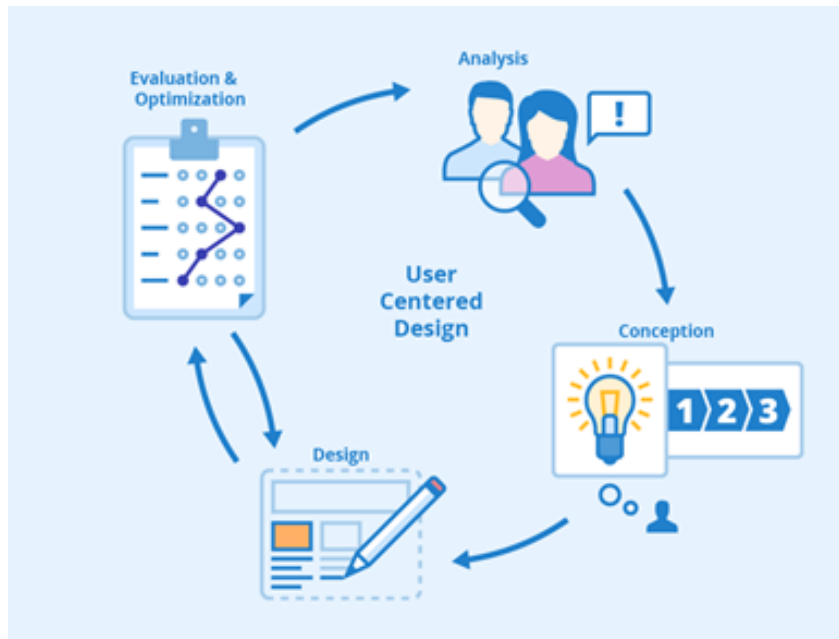 Evaluation &
Optimization
Analysis
!
User
Centered
Design
Conception
1 2 3
Design